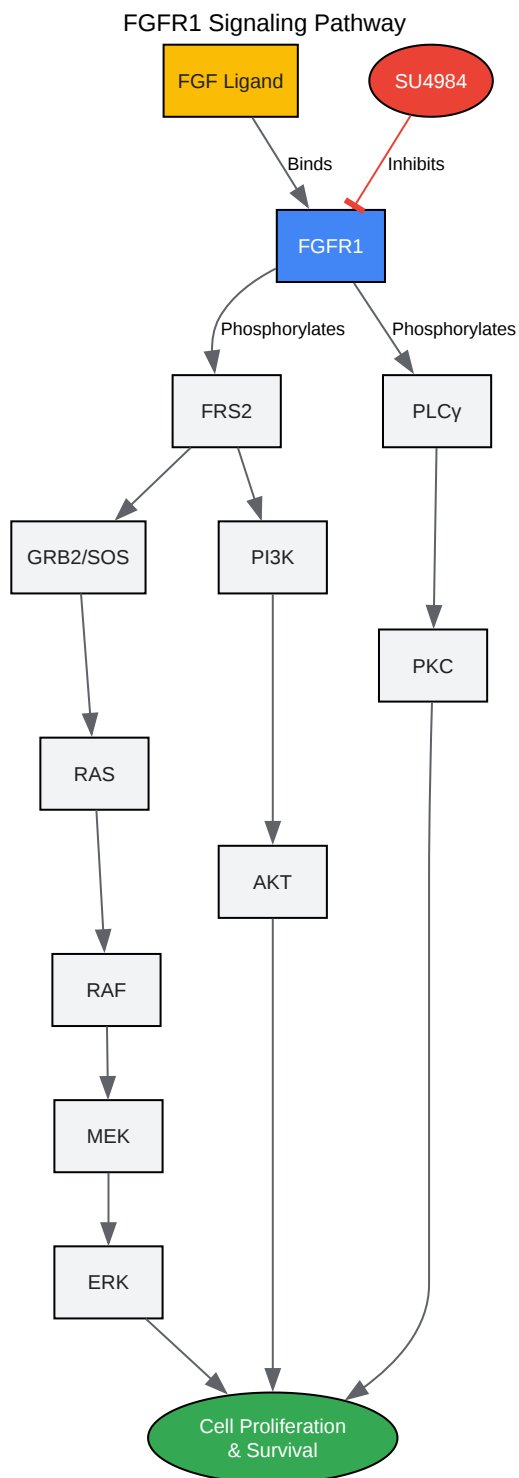 FGFR1 Signaling Pathway
FGF Ligand
SU4984
Binds
Inhibits
FGFR1
Phosphorylates
Phosphorylates
FRS2
PLCγ
GRB2/SOS
PI3K
PKC
RAS
AKT
RAF
MEK
ERK
Cell Proliferation
& Survival